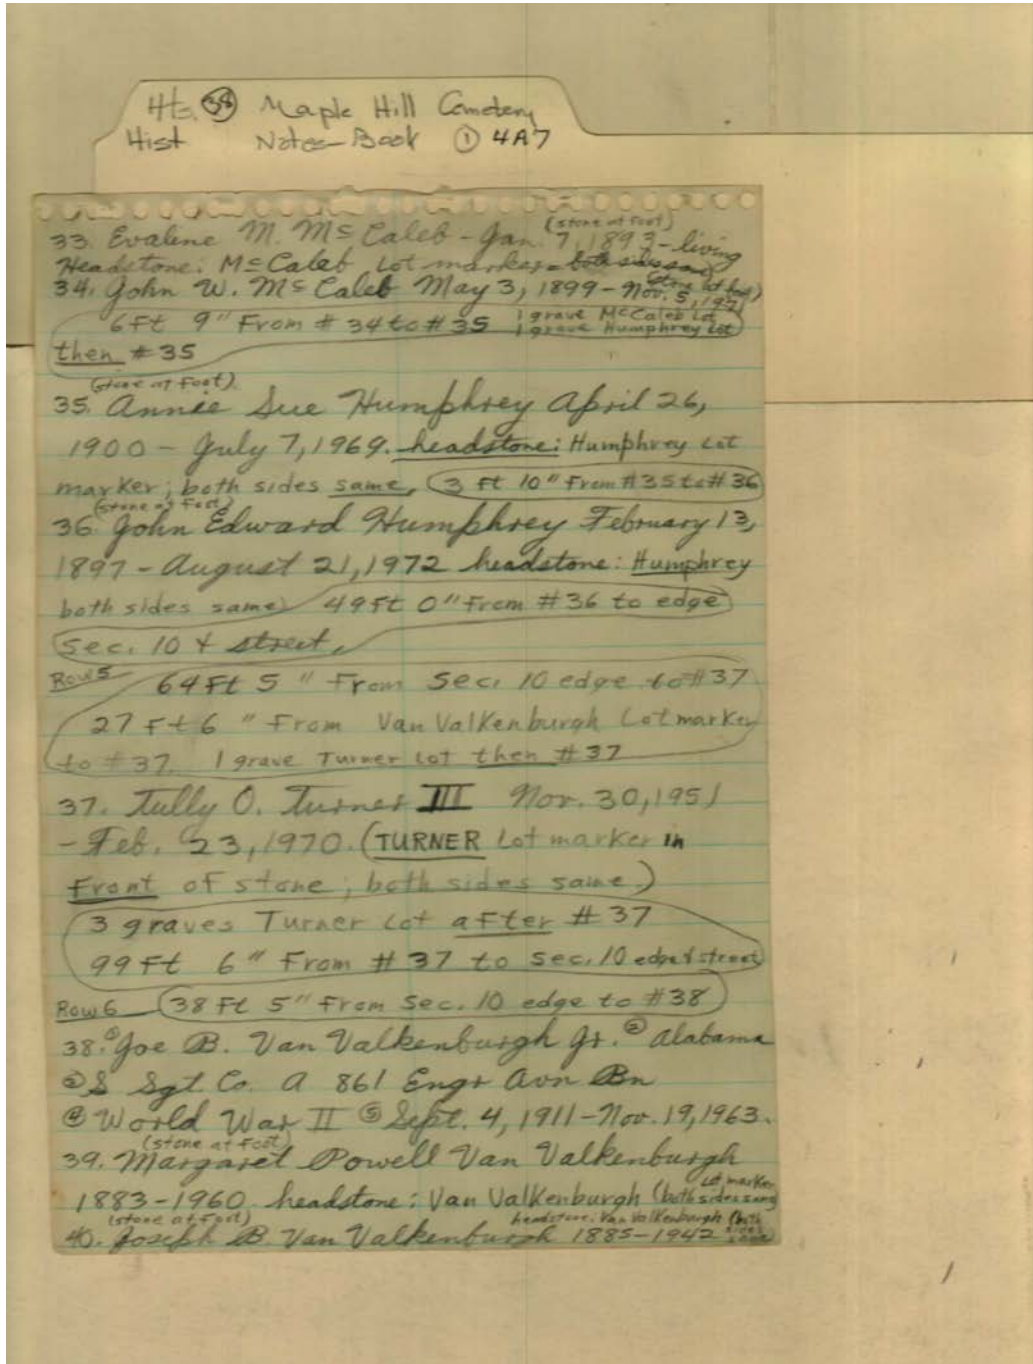 Hts. 38 Maple Hill Cemetery
Hist Notes-Book ① 4A7
(stone at foot)
33. Evaline M. McCaleb - Jan. 7, 1893 - living
Headstone: McCaleb Lot marker - both sides same
(stone at foot)
34. John W. McCaleb May 3, 1899 - Nov. 5, 
6 Ft 9" From # 34 to # 35 1 grave McCaleb Lot
1 grave Humphrey Lot
then # 35
(stone at foot)
35. Annie Sue Humphrey April 26,
1900 - July 7, 1969. headstone: Humphrey Lot
marker; both sides same, 3 ft 10" From #35 to #36
(stone at foot)
36. John Edward Humphrey February 13,
1897 - August 21, 1972 headstone: Humphrey
both sides same) 49 Ft 0" From #36 to edge
Sec. 10 & street.
Row 5 64 Ft 5" From Sec. 10 edge to #37
27 Ft 6" From Van Valkenburgh Lot marker
to #37. 1 grave Turner Lot then #37
37. Tully O. Turner III Nov. 30, 1951
- Feb. 23, 1970. (TURNER Lot marker in
Front of stone; both sides same)
3 graves Turner Lot after # 37
99 Ft 6" From # 37 to Sec. 10 edge & street
Row 6 38 Ft 5" From Sec. 10 edge to #38
38. ① Joe B. Van Valkenburgh Jr. ② Alabama
③ S Sgt Co. A 861 Engr Avn Bn
④ World War II ⑤ Sept. 4, 1911 - Nov. 19, 1963.
(stone at foot)
39. Margaret Powell Van Valkenburgh
1883-1960. headstone: Van Valkenburgh Lot marker (both sides same
(stone at foot) headstone: Van Valkenburgh (both sides same)
40. Joseph B. Van Valkenburgh 1885-1942